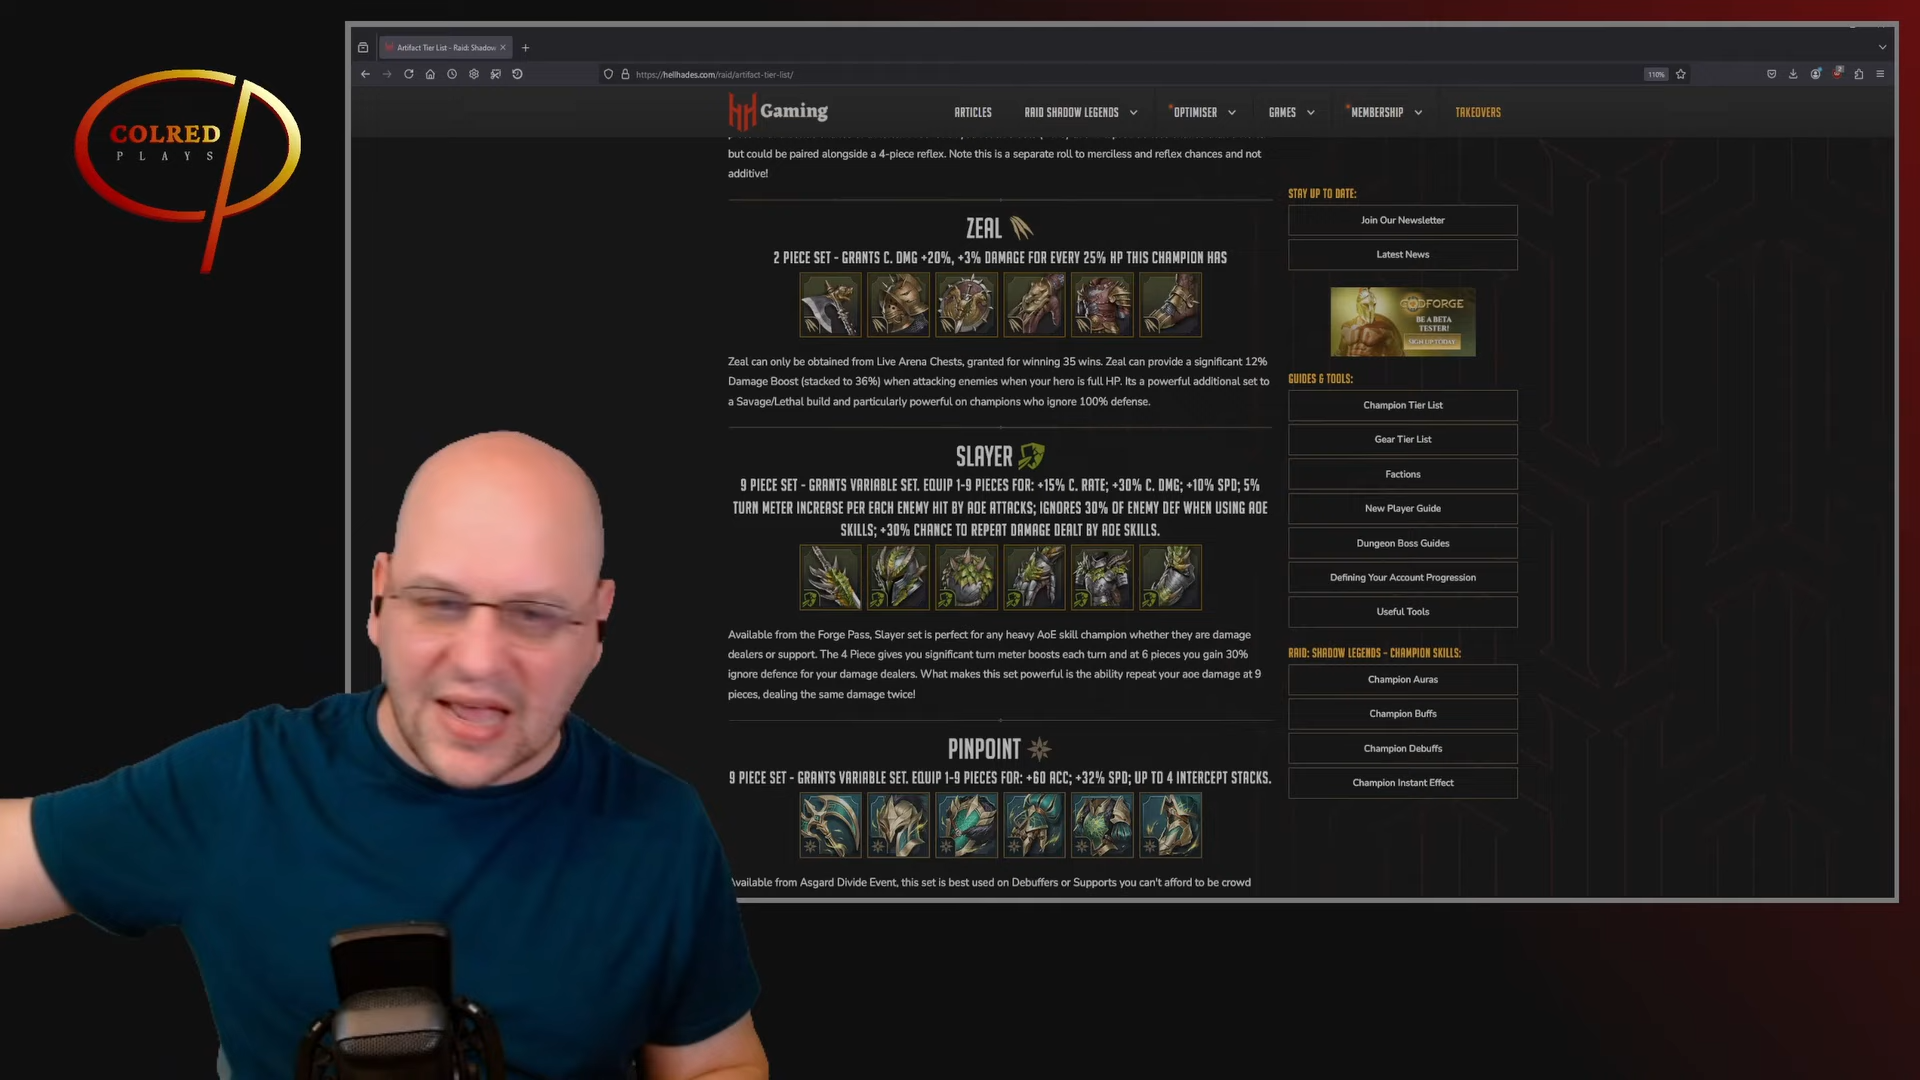 COLRED
PLAYS
Artifact Tier List - Raid: Shadow
https://hellhades.com/raid/artifact-tier-list/
110%
2
Gaming
ARTICLES
RAID SHADOW LEGENDS
OPTIMISER
GAMES
MEMBERSHIP
TAKEOVERS
but could be paired alongside a 4-piece reflex. Note this is a separate roll to merciless and reflex chances and not
additive!
ZEAL
2 PIECE SET - GRANTS C. DMG +20%, +3% DAMAGE FOR EVERY 25% HP THIS CHAMPION HAS
Zeal can only be obtained from Live Arena Chests, granted for winning 35 wins. Zeal can provide a significant 12%
Damage Boost (stacked to 36%) when attacking enemies when your hero is full HP. Its a powerful additional set to
a Savage/Lethal build and particularly powerful on champions who ignore 100% defense.
SLAYER
9 PIECE SET - GRANTS VARIABLE SET. EQUIP 1-9 PIECES FOR: +15% C. RATE; +30% C. DMG; +10% SPD; 5%
TURN METER INCREASE PER EACH ENEMY HIT BY AOE ATTACKS; IGNORES 30% OF ENEMY DEF WHEN USING AOE
SKILLS; +30% CHANCE TO REPEAT DAMAGE DEALT BY AOE SKILLS.
Available from the Forge Pass, Slayer set is perfect for any heavy AoE skill champion whether they are damage
dealers or support. The 4 Piece gives you significant turn meter boosts each turn and at 6 pieces you gain 30%
ignore defence for your damage dealers. What makes this set powerful is the ability repeat your aoe damage at 9
pieces, dealing the same damage twice!
PINPOINT
9 PIECE SET - GRANTS VARIABLE SET. EQUIP 1-9 PIECES FOR: +60 ACC; +32% SPD; UP TO 4 INTERCEPT STACKS.
Available from Asgard Divide Event, this set is best used on Debuffers or Supports you can't afford to be crowd
STAY UP TO DATE:
Join Our Newsletter
Latest News
GODFORGE
BE A BETA
TESTER!
SIGN UP TODAY
GUIDES & TOOLS:
Champion Tier List
Gear Tier List
Factions
New Player Guide
Dungeon Boss Guides
Defining Your Account Progression
Useful Tools
RAID: SHADOW LEGENDS - CHAMPION SKILLS:
Champion Auras
Champion Buffs
Champion Debuffs
Champion Instant Effect